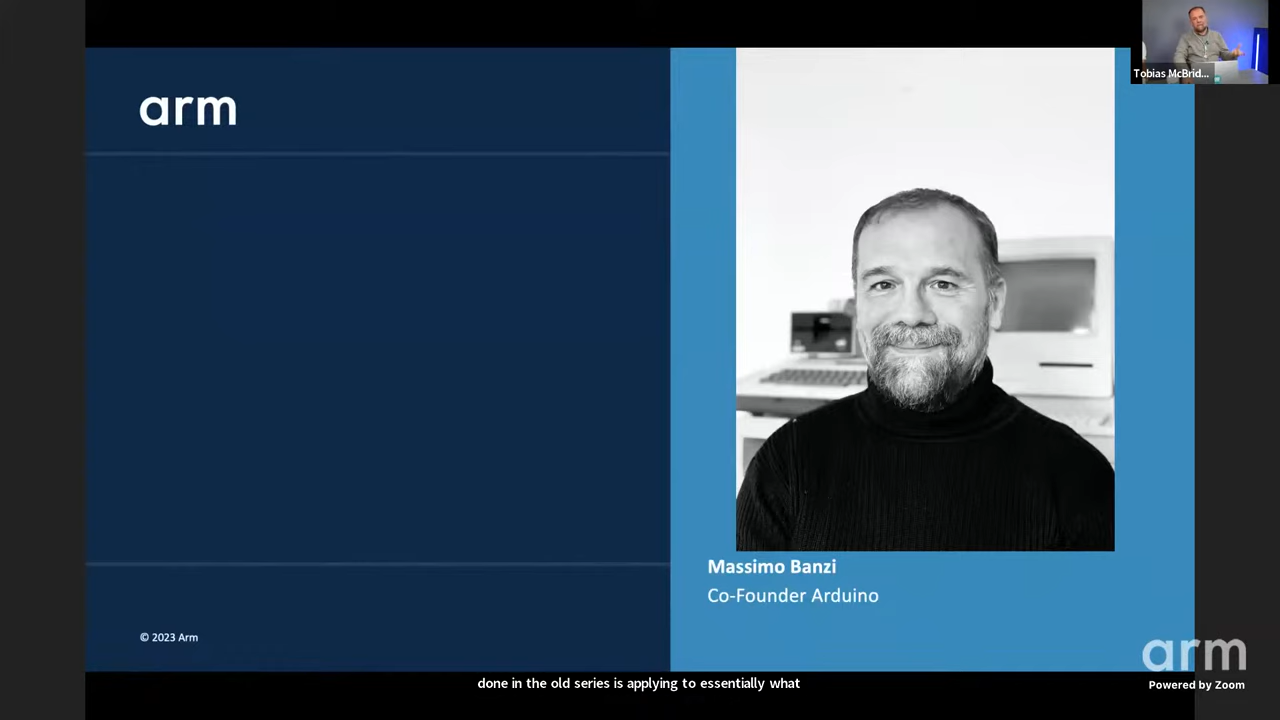 Tobias McBrid...
arm
Massimo Banzi
Co-Founder Arduino
© 2023 Arm
arm
Powered by Zoom
done in the old series is applying to essentially what